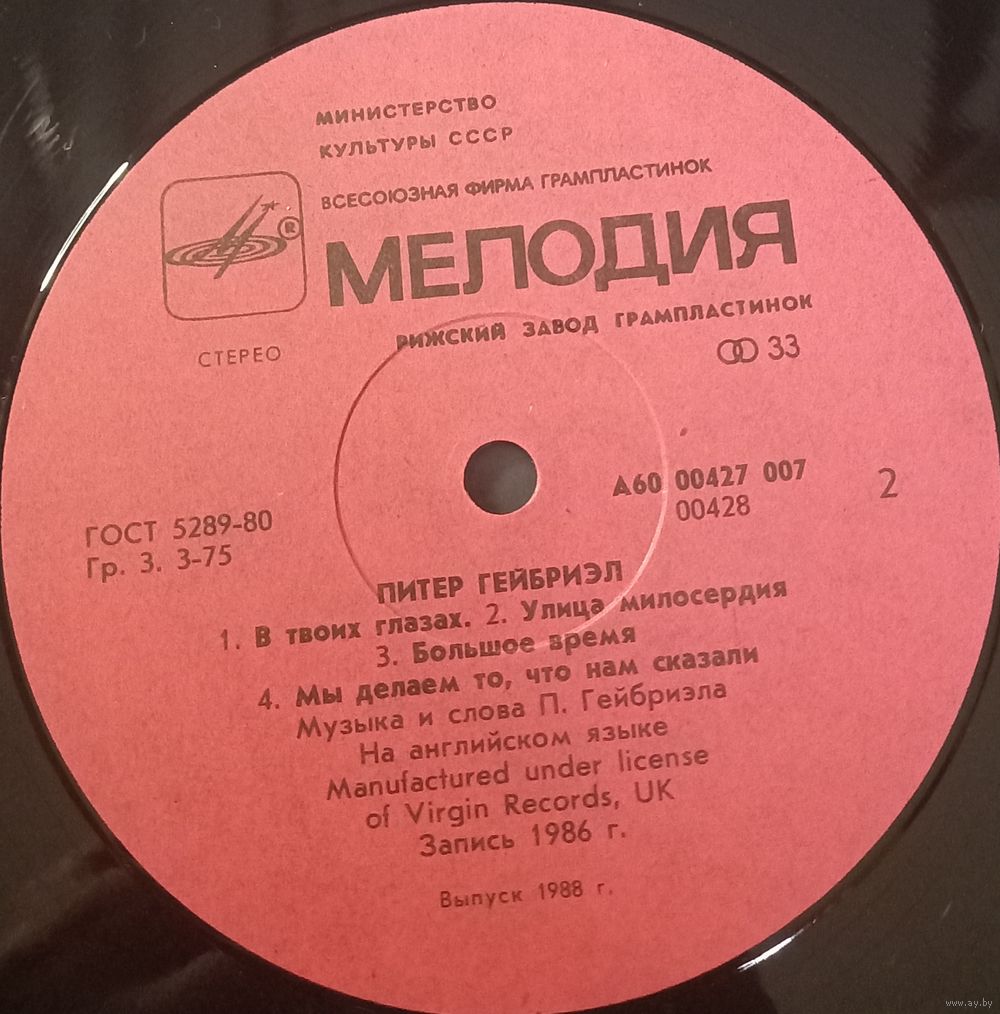 МИНИСТЕРСТВО
КУЛЬТУРЫ СССР
ВСЕСОЮЗНАЯ ФИРМА ГРАМПЛАСТИНОК
МЕЛОДИЯ
®
РИЖСКИЙ ЗАВОД ГРАМПЛАСТИНОК
СТЕРЕО
33
А60 00427 007
00428
2
ГОСТ 5289-80
Гр. 3. 3-75
ПИТЕР ГЕЙБРИЭЛ
1. В твоих глазах. 2. Улица милосердия
3. Большое время
4. Мы делаем то, что нам сказали
Музыка и слова П. Гейбриэла
На английском языке
Manufactured under license
of Virgin Records, UK
Запись 1986 г.
Выпуск 1988 г.
www.ay.by